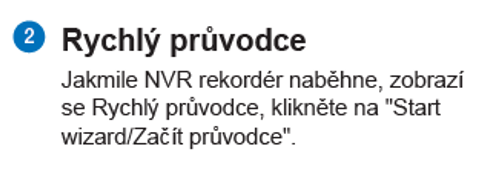 2 Rychlý průvodce
Jakmile NVR rekordér naběhne, zobrazí
se Rychlý průvodce, klikněte na "Start
wizard/Začít průvodce".